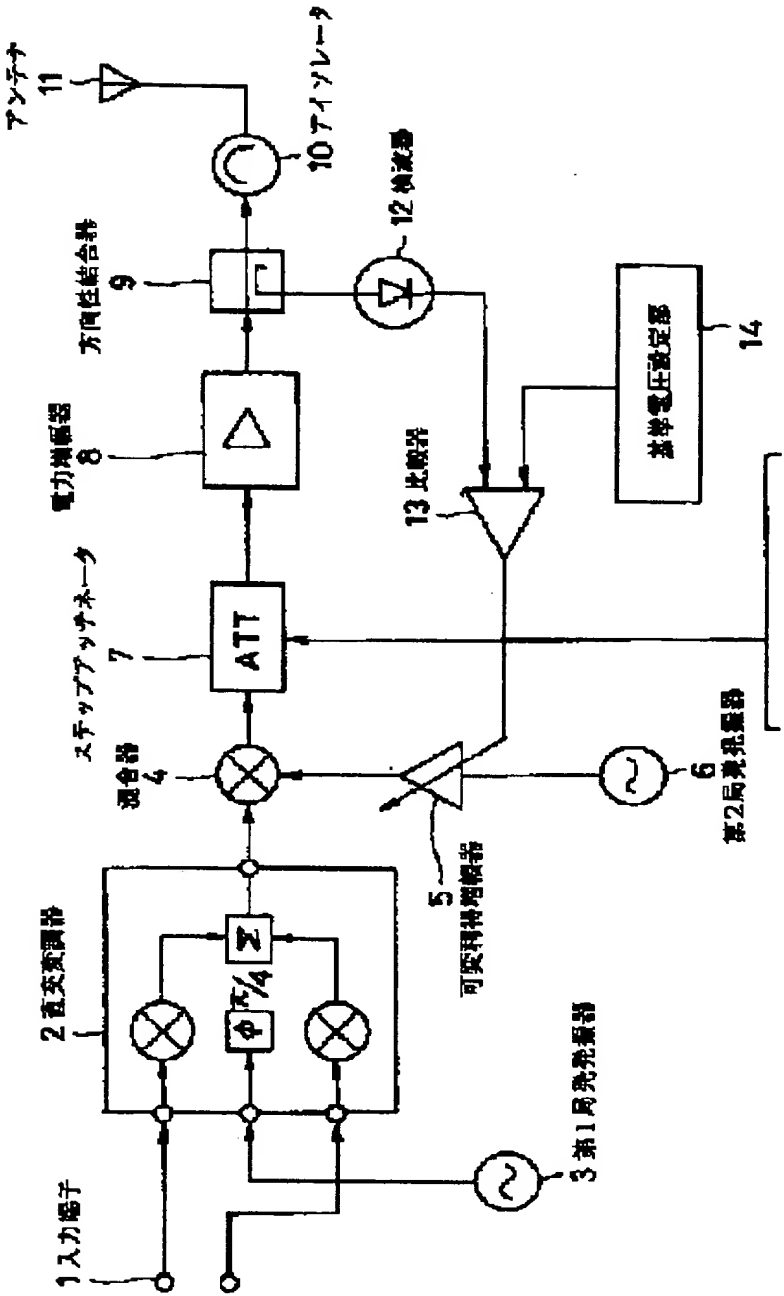 1 入力端子
2 直交変調器
φ
π/4
Σ
3 第1局発発振器
混合器
4
5
可変利得増幅器
6
第2局発発振器
ステップアッテネータ
7
ATT
電力増幅器
8
方向性結合器
9
10 アイソレータ
アンテナ
11
12 検波器
13 比較器
基準電圧設定部
14